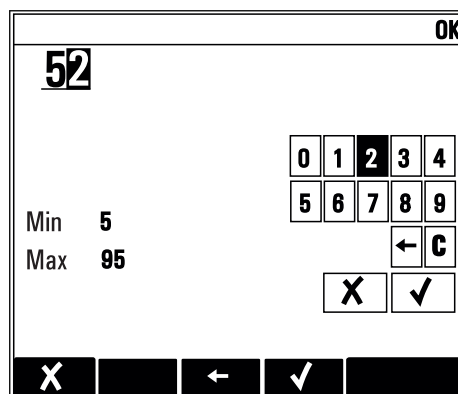 OK
52
0 1 2 3 4
5 6 7 8 9
Min 5
← C
Max 95
✗ ✓
✗ ← ✓